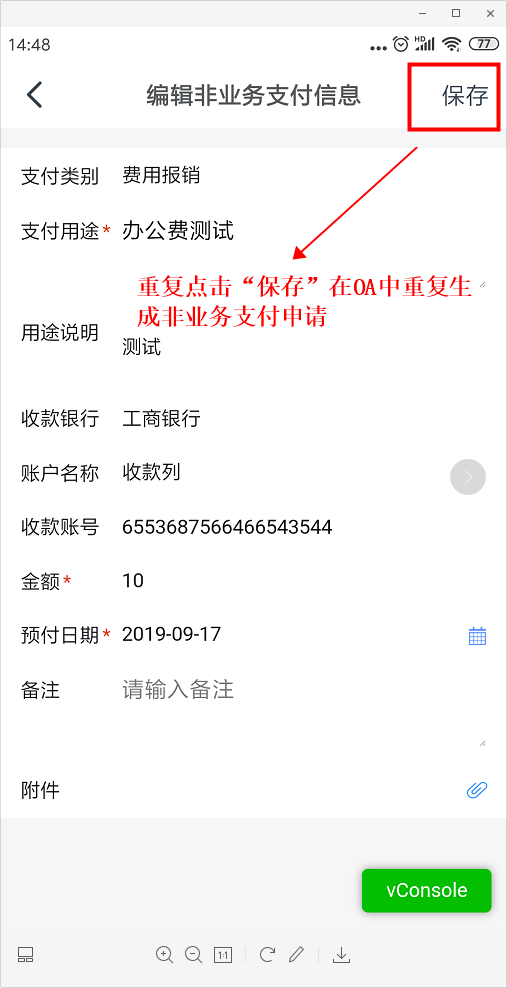 14:48
HD
77
编辑非业务支付信息
保存
支付类别 费用报销
支付用途* 办公费测试
重复点击“保存”在OA中重复生
成非业务支付申请
用途说明
测试
收款银行 工商银行
账户名称 收款列
收款账号 6553687566466543544
金额* 10
预付日期* 2019-09-17
备注 请输入备注
附件
vConsole
1:1